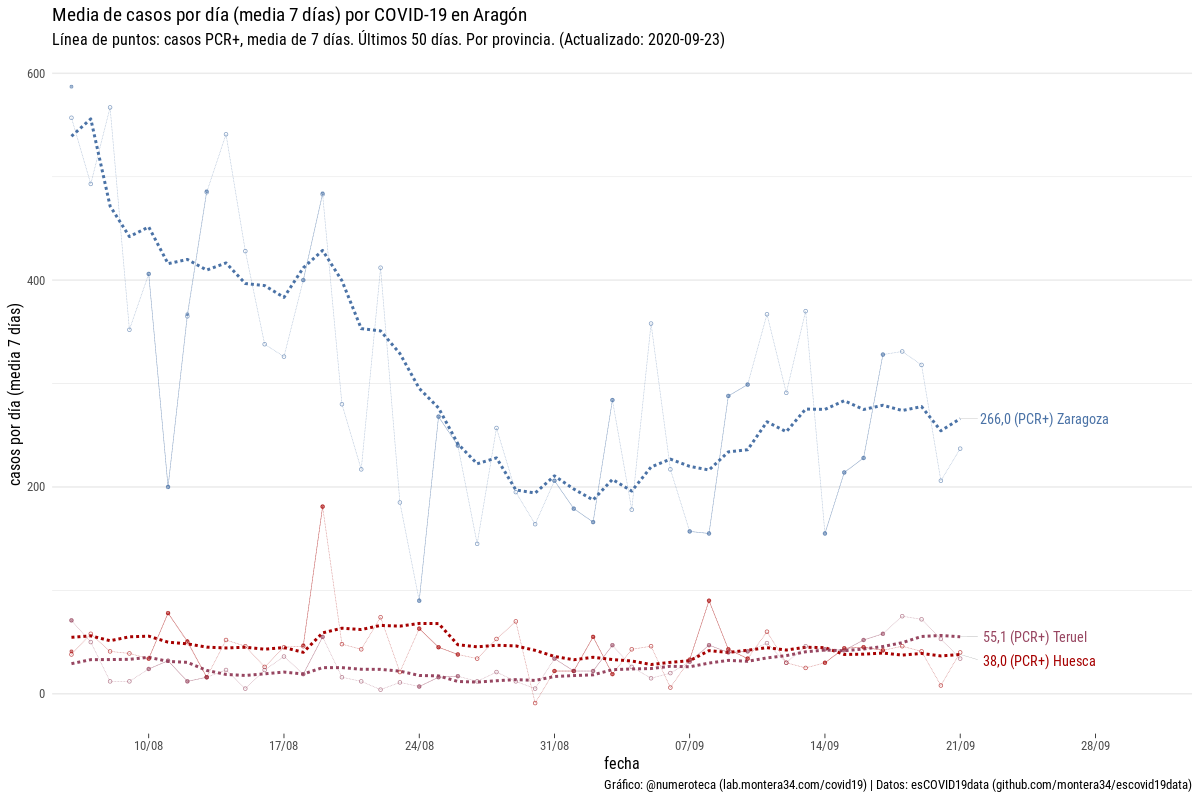 Media de casos por día (media 7 días) por COVID-19 en Aragón
Línea de puntos: casos PCR+, media de 7 días. Últimos 50 días. Por provincia. (Actualizado: 2020-09-23)
casos por día (media 7 días)
600
400
200
0
266,0 (PCR+) Zaragoza
55,1 (PCR+) Teruel
38,0 (PCR+) Huesca
10/08
17/08
24/08
31/08
07/09
14/09
21/09
28/09
fecha
Gráfico: @numeroteca (lab.montera34.com/covid19) | Datos: esCOVID19data (github.com/montera34/escovid19data)